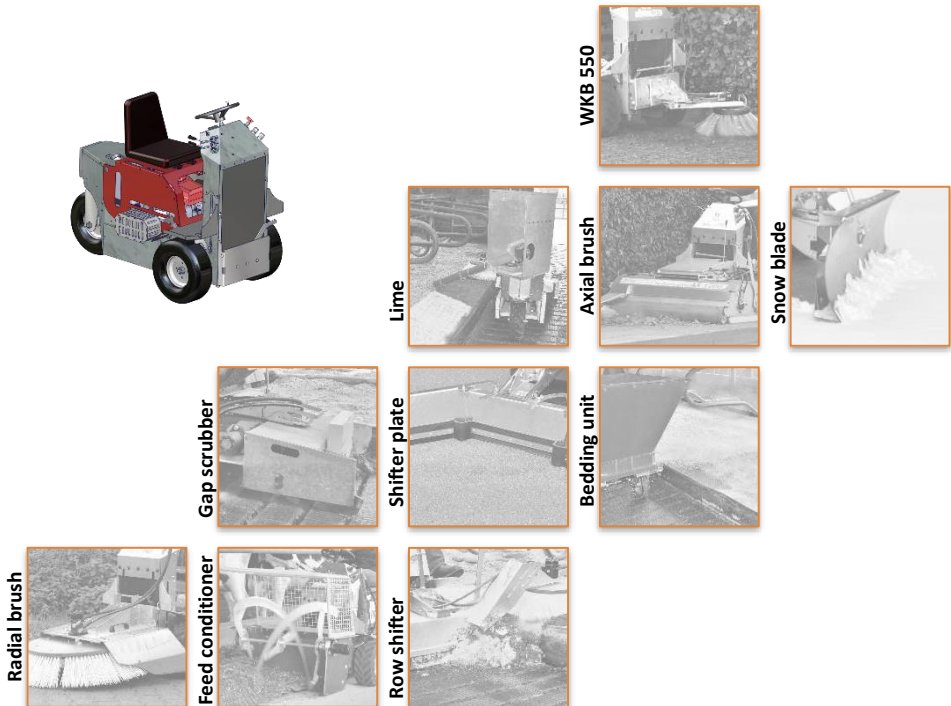 WKB 550
Lime
Axial brush
Snow blade
Gap scrubber
Shifter plate
Bedding unit
Radial brush
Feed conditioner
Row shifter